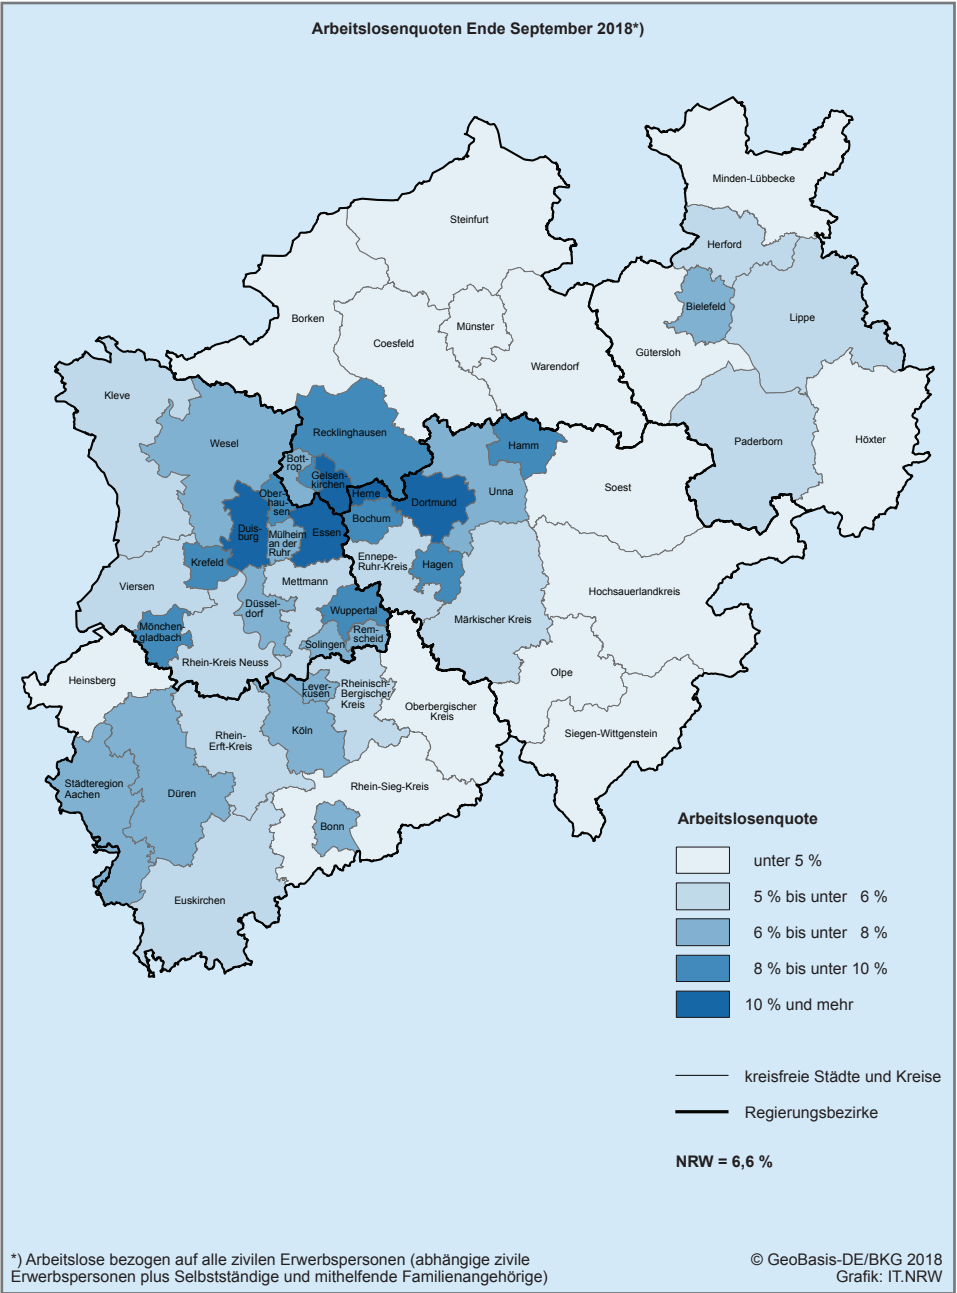 Arbeitslosenquoten Ende September 2018*)
Minden-Lübbecke
Steinfurt
Herford
Bielefeld
Lippe
Borken
Münster
Coesfeld
Gütersloh
Warendorf
Kleve
Recklinghausen
Wesel
Hamm
Paderborn
Höxter
Bott-
rop
Gelsen-
kirchen
Soest
Unna
Ober-
hau-
sen
Herne
Dortmund
Bochum
Duis-
burg
Essen
Mülheim
an der
Ruhr
Krefeld
Ennepe-
Ruhr-Kreis
Hagen
Viersen
Mettmann
Hochsauerlandkreis
Düssel-
dorf
Wuppertal
Märkischer Kreis
Mönchen-
gladbach
Rem-
scheid
Solingen
Rhein-Kreis Neuss
Olpe
Heinsberg
Lever-
kusen
Rheinisch-
Bergischer
Kreis
Oberbergischer
Kreis
Rhein-
Erft-Kreis
Köln
Siegen-Wittgenstein
Städteregion
Aachen
Düren
Rhein-Sieg-Kreis
Bonn
Euskirchen
Arbeitslosenquote
unter 5 %
5 % bis unter 6 %
6 % bis unter 8 %
8 % bis unter 10 %
10 % und mehr
kreisfreie Städte und Kreise
Regierungsbezirke
NRW = 6,6 %
*) Arbeitslose bezogen auf alle zivilen Erwerbspersonen (abhängige zivile
Erwerbspersonen plus Selbstständige und mithelfende Familienangehörige)
© GeoBasis-DE/BKG 2018
Grafik: IT.NRW